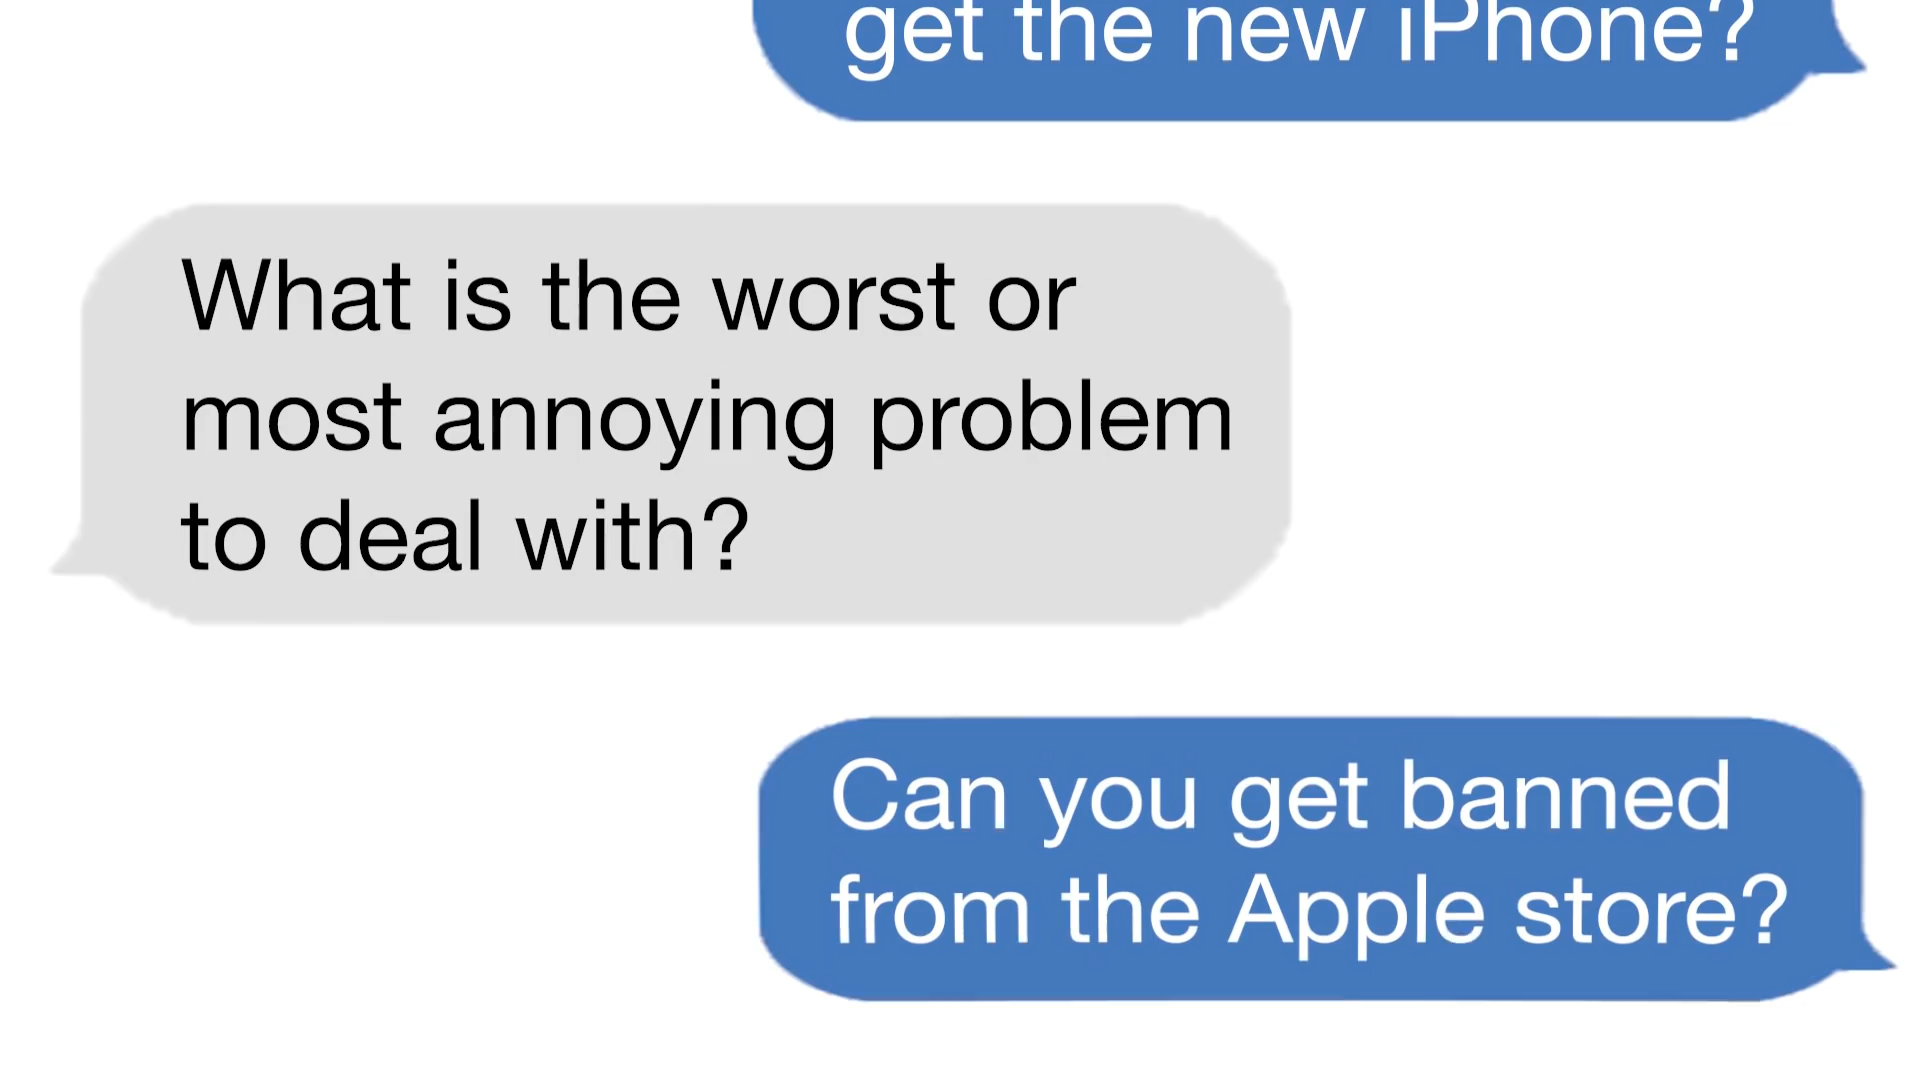 get the new iPhone?
What is the worst or
most annoying problem
to deal with?
Can you get banned
from the Apple store?